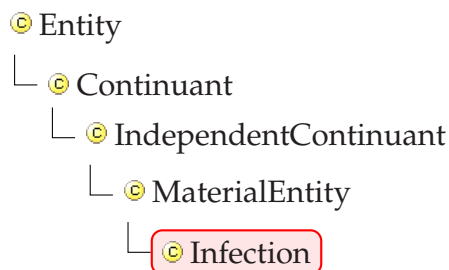 © Entity
© Continuant
© IndependentContinuant
© MaterialEntity
© Infection